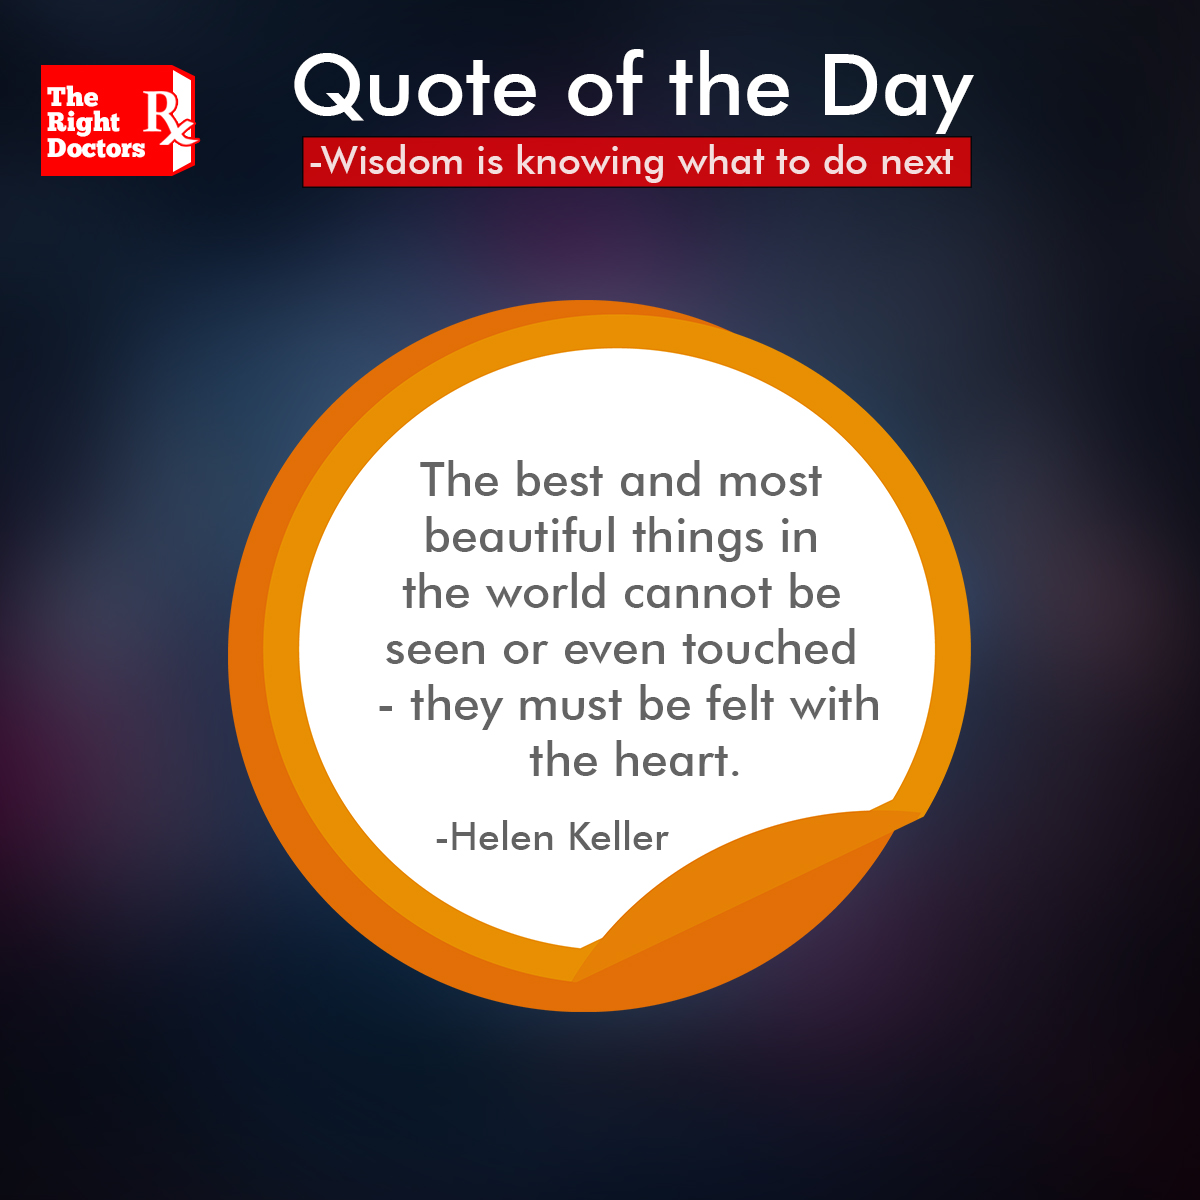 The
Right
Doctors
Rx
Quote of the Day
-Wisdom is knowing what to do next
The best and most
beautiful things in
the world cannot be
seen or even touched
- they must be felt with
the heart.
-Helen Keller